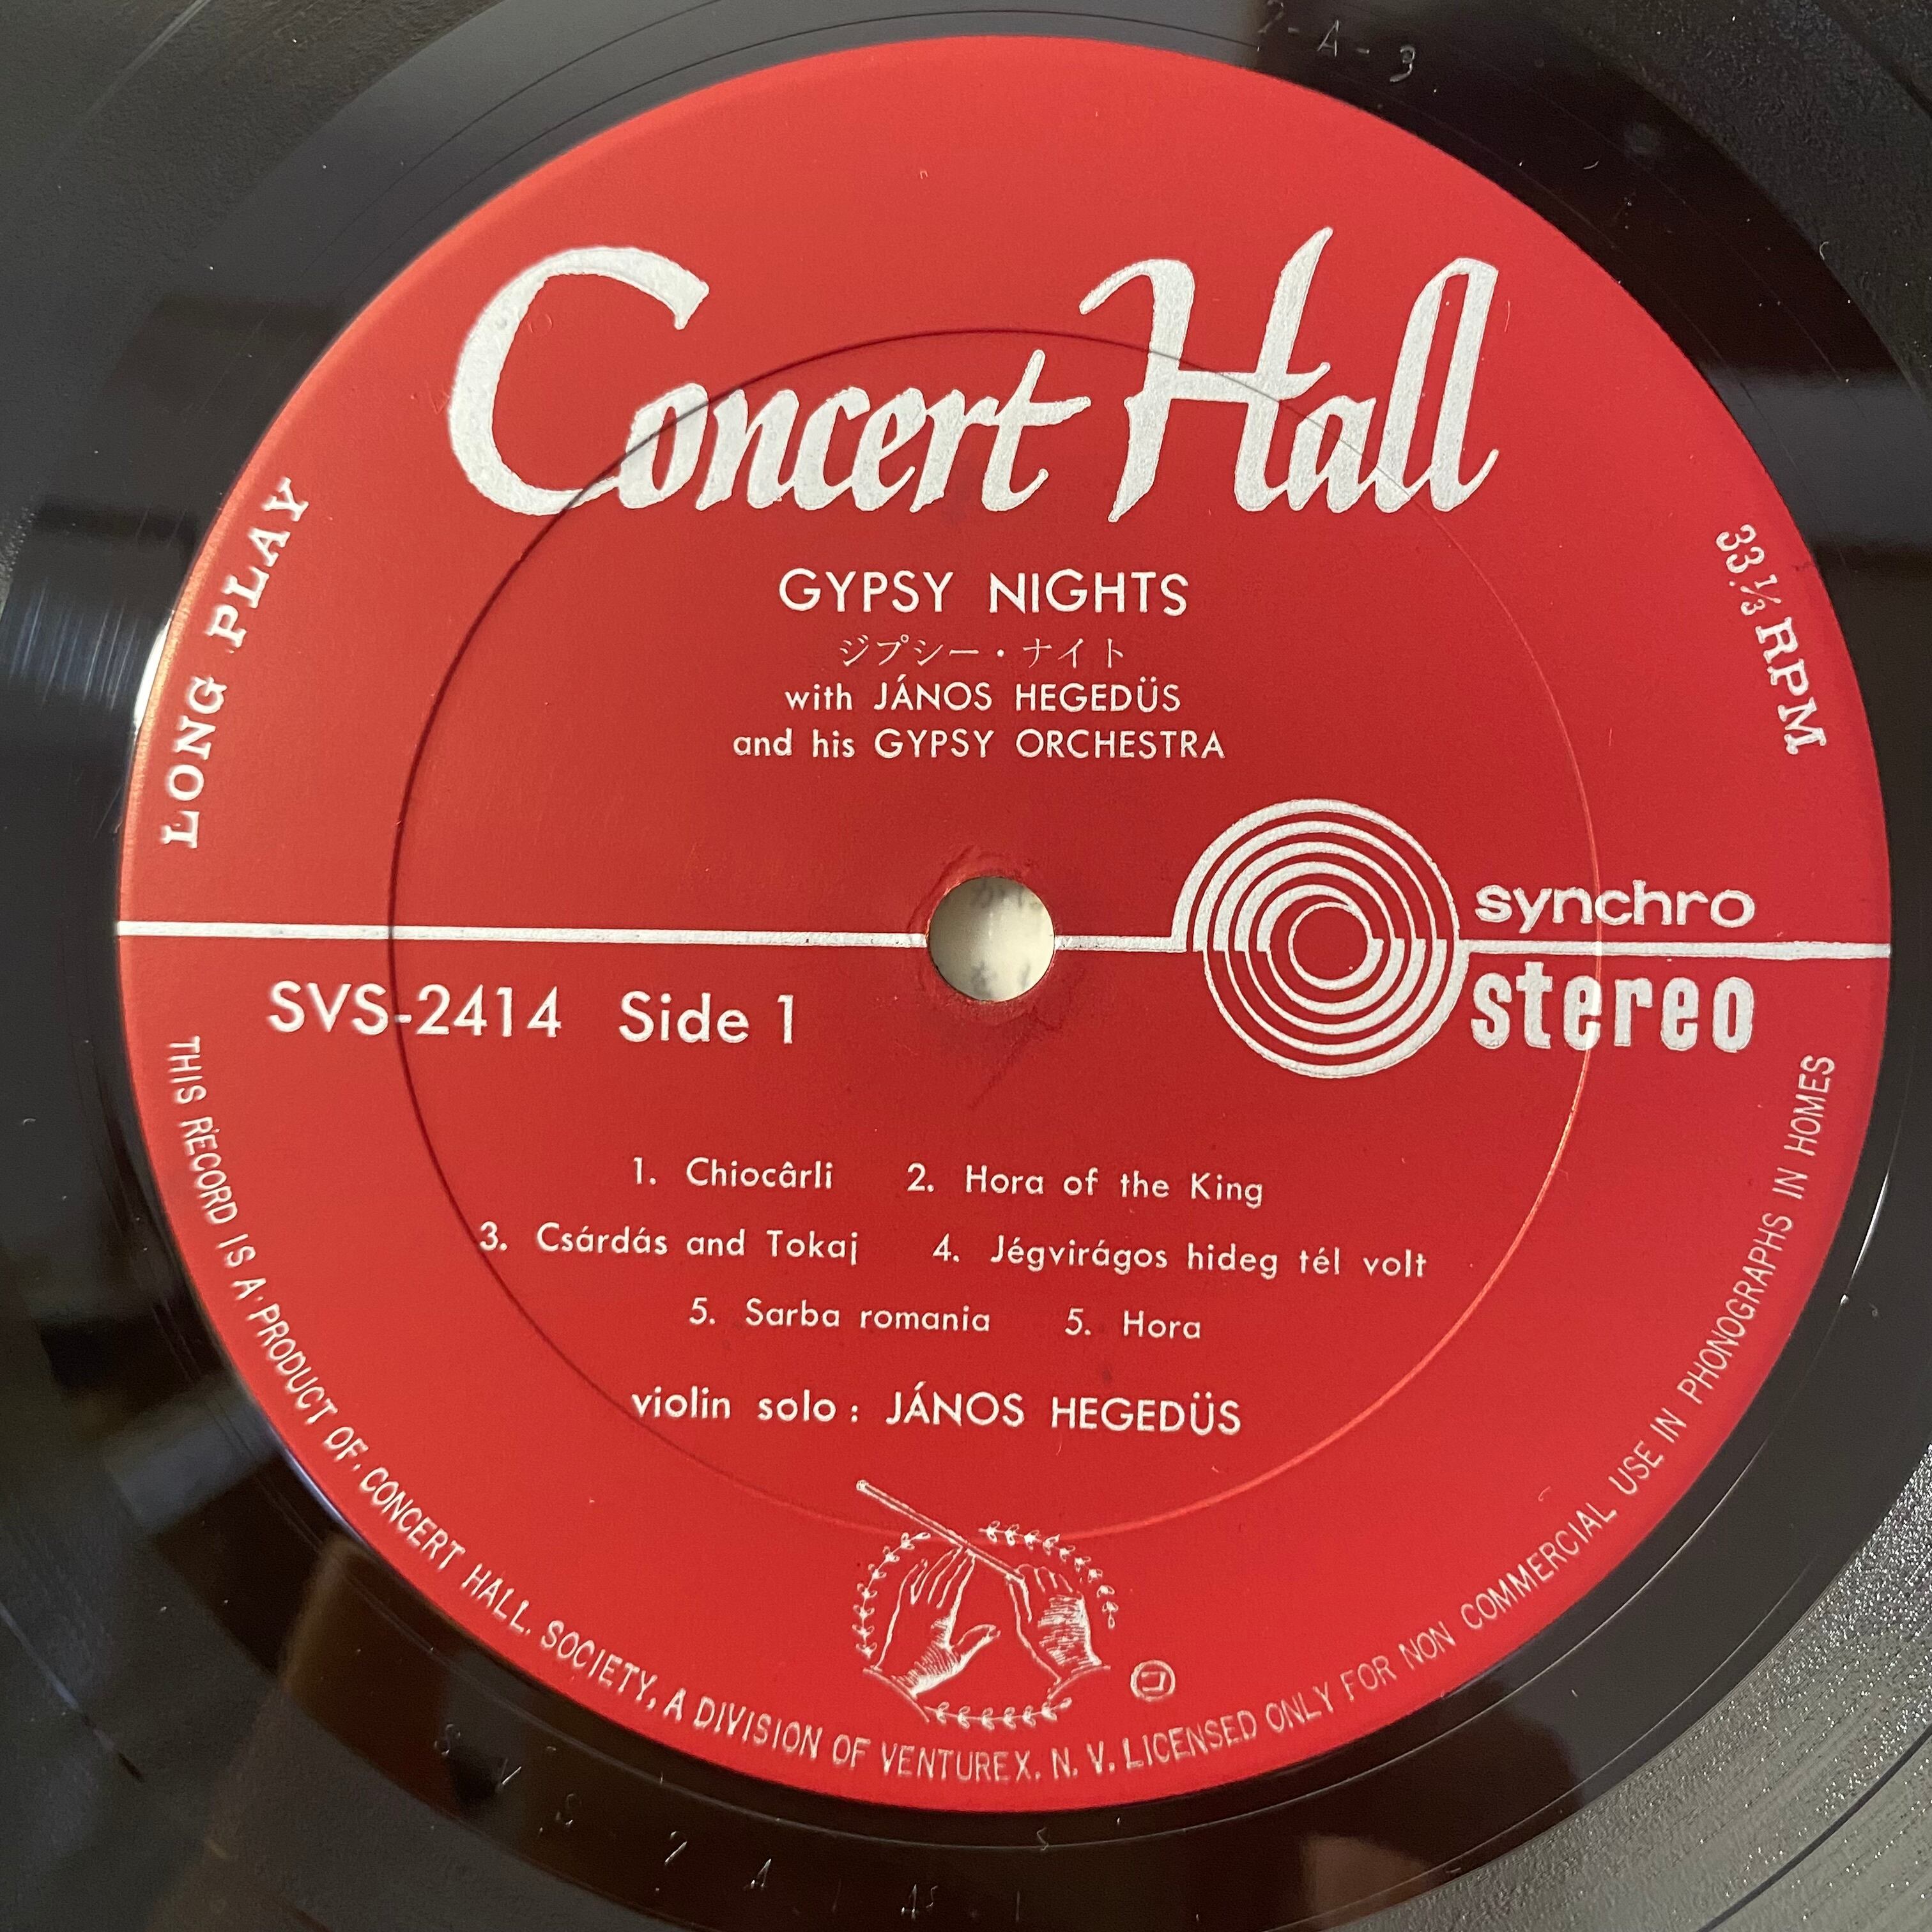 Concert Hall
GYPSY NIGHTS
ジプシー・ナイト
with JÁNOS HEGEDÜS
and his GYPSY ORCHESTRA
LONG PLAY
33 1/3 RPM
synchro
stereo
SVS-2414 Side 1
1. Chiocârli 2. Hora of the King
3. Csárdás and Tokaj 4. Jégvirágos hideg tél volt
5. Sarba romania 5. Hora
violin solo: JÁNOS HEGEDÜS
THIS RECORD IS A PRODUCT OF CONCERT HALL SOCIETY, A DIVISION OF VENTUREX. N. V. LICENSED ONLY FOR NON COMMERCIAL USE IN PHONOGRAPHS IN HOMES